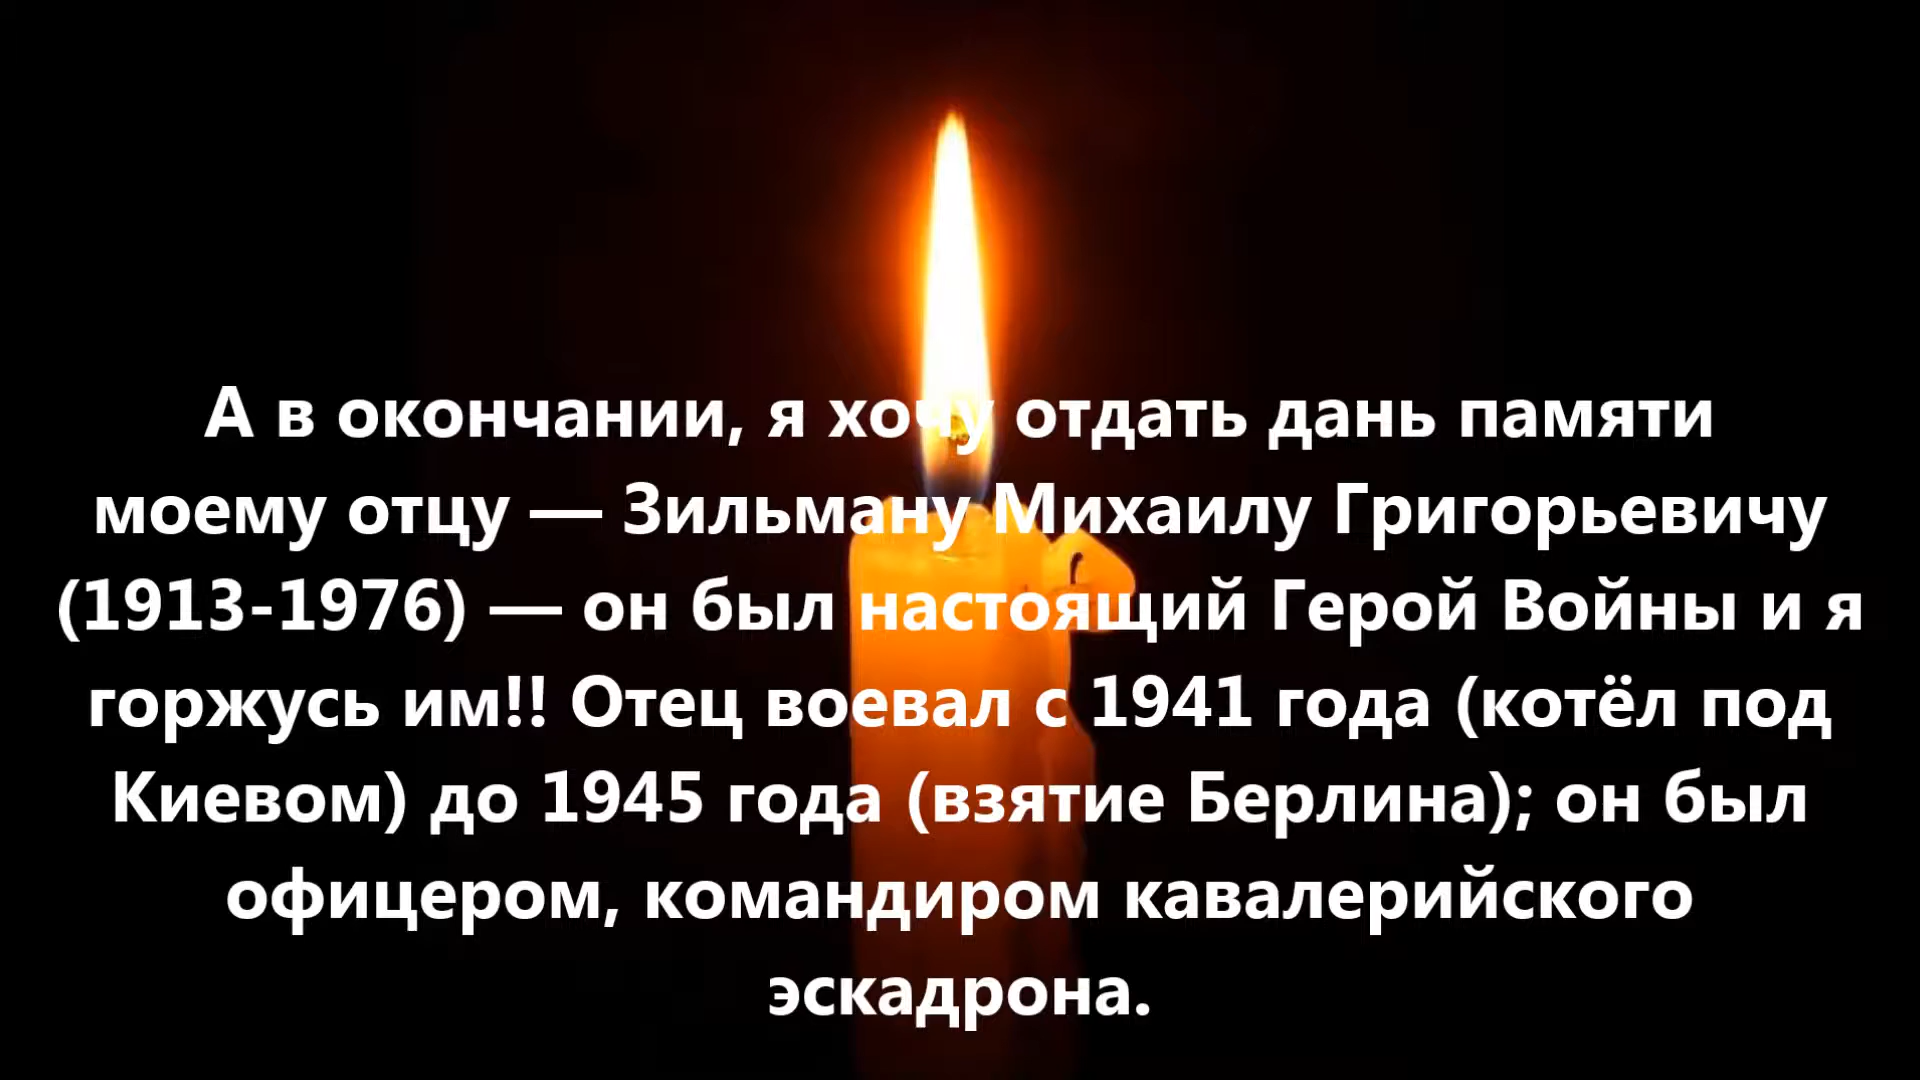 А в окончании, я хочу отдать дань памяти
моему отцу — Зильману Михаилу Григорьевичу
(1913-1976) — он был настоящий Герой Войны и я
горжусь им!! Отец воевал с 1941 года (котёл под
Киевом) до 1945 года (взятие Берлина); он был
офицером, командиром кавалерийского
эскадрона.